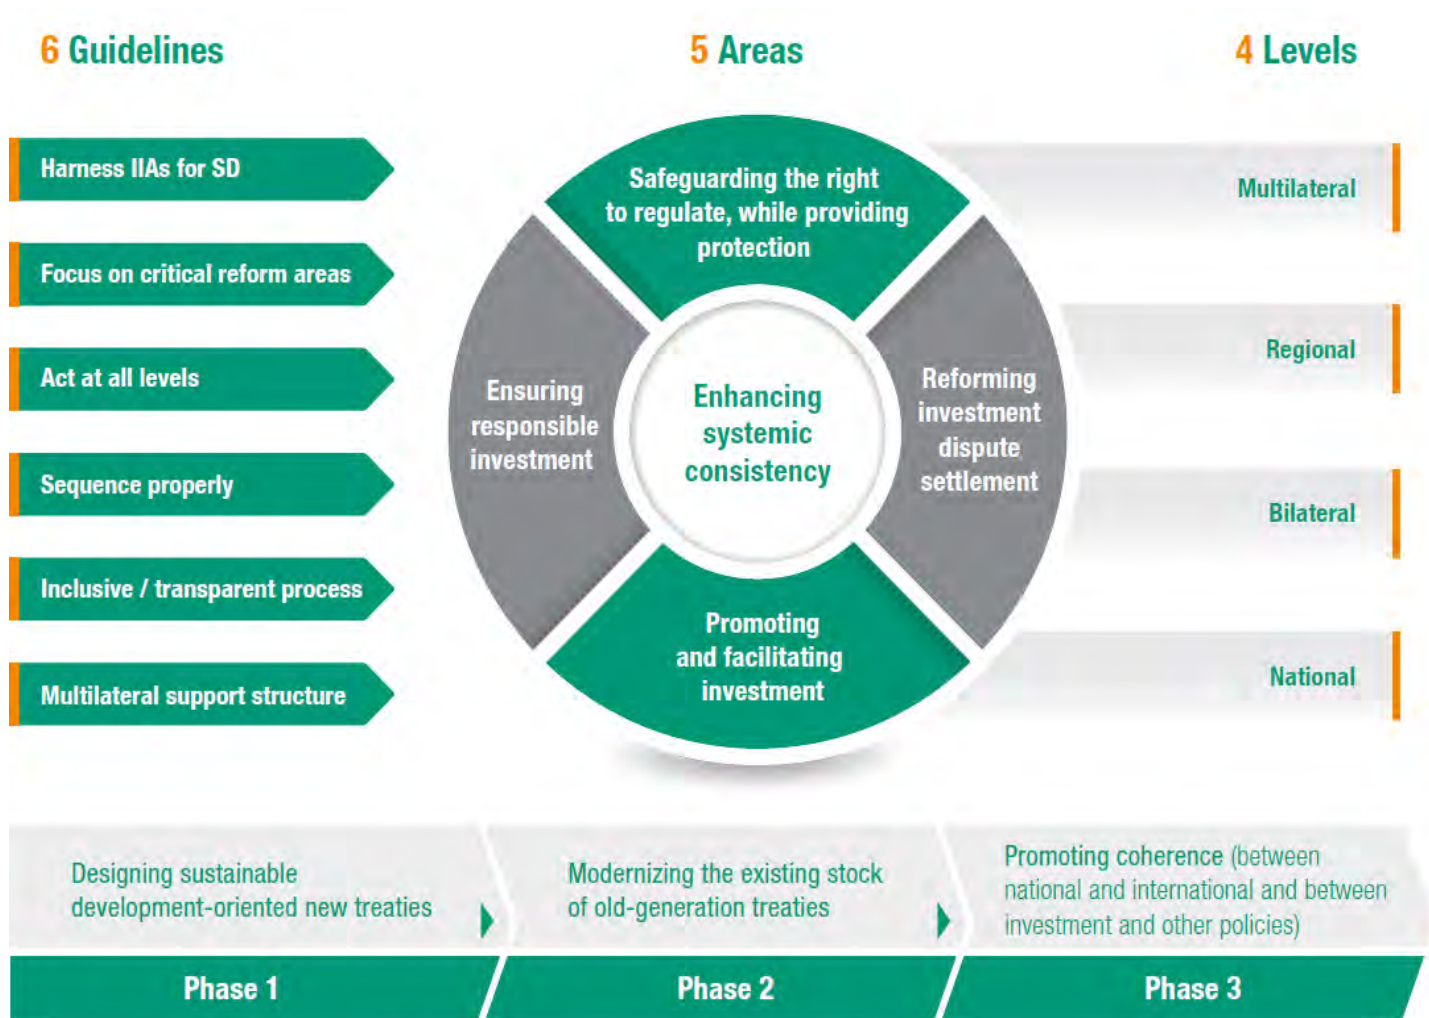 6 Guidelines
5 Areas
4 Levels
Harness IIAs for SD
Focus on critical reform areas
Act at all levels
Sequence properly
Inclusive / transparent process
Multilateral support structure
Safeguarding the right
to regulate, while providing
protection
Ensuring
responsible
investment
Enhancing
systemic
consistency
Reforming
investment
dispute
settlement
Promoting
and facilitating
investment
Multilateral
Regional
Bilateral
National
Designing sustainable
development-oriented new treaties
Modernizing the existing stock
of old-generation treaties
Promoting coherence (between
national and international and between
investment and other policies)
Phase 1
Phase 2
Phase 3